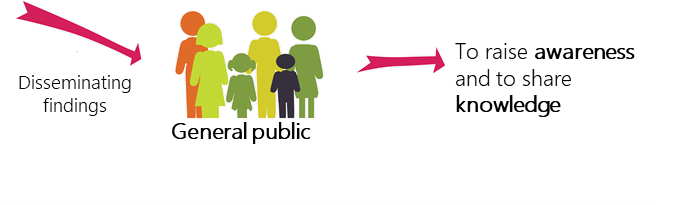 Disseminating
findings
General public
To raise awareness
and to share
knowledge